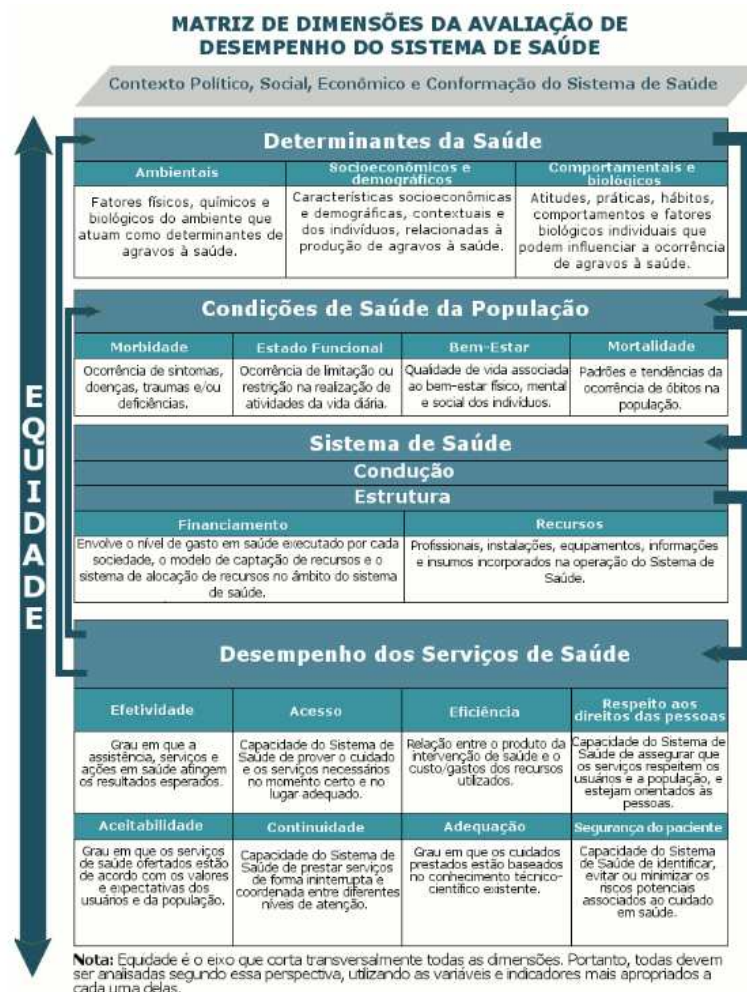 MATRIZ DE DIMENSÕES DA AVALIAÇÃO DE
DESEMPENHO DO SISTEMA DE SAÚDE
Contexto Político, Social, Econômico e Conformação do Sistema de Saúde
EQUIDADE
Determinantes da Saúde
Ambientais
Fatores físicos, químicos e
biológicos do ambiente que
atuam como determinantes de
agravos à saúde.
Socioeconômicos e
demográficos
Características socioeconômicas
e demográficas, contextuais e
dos indivíduos, relacionadas à
produção de agravos à saúde.
Comportamentais e
biológicos
Atitudes, práticas, hábitos,
comportamentos e fatores
biológicos individuais que
podem influenciar a ocorrência
de agravos à saúde.
Condições de Saúde da População
Morbidade
Ocorrência de sintomas,
doenças, traumas e/ou
deficiências.
Estado Funcional
Ocorrência de limitação ou
restrição na realização de
atividades da vida diária.
Bem-Estar
Qualidade de vida associada
ao bem-estar físico, mental
e social dos indivíduos.
Mortalidade
Padrões e tendências da
ocorrência de óbitos na
população.
Sistema de Saúde
Condução
Estrutura
Financiamento
Envolve o nível de gasto em saúde executado por cada
sociedade, o modelo de captação de recursos e o
sistema de alocação de recursos no âmbito do sistema
de saúde.
Recursos
Profissionais, instalações, equipamentos, informações
e insumos incorporados na operação do Sistema de
Saúde.
Desempenho dos Serviços de Saúde
Efetividade
Grau em que a
assistência, serviços e
ações em saúde atingem
os resultados esperados.
Acesso
Capacidade do Sistema de
Saúde de prover o cuidado
e os serviços necessários
no momento certo e no
lugar adequado.
Eficiência
Relação entre o produto da
intervenção de saúde e o
custo/gastos dos recursos
utilizados.
Respeito aos
direitos das pessoas
Capacidade do Sistema de
Saúde de assegurar que
os serviços respeitem os
usuários e a população, e
estejam orientados às
pessoas.
Aceitabilidade
Grau em que os serviços
de saúde ofertados estão
de acordo com os valores
e expectativas dos
usuários e da população.
Continuidade
Capacidade do Sistema de
Saúde de prestar serviços
de forma ininterrupta e
coordenada entre diferentes
níveis de atenção.
Adequação
Grau em que os cuidados
prestados estão baseados
no conhecimento técnico-
científico existente.
Segurança do paciente
Capacidade do Sistema
de Saúde de identificar,
evitar ou minimizar os
riscos potenciais
associados ao cuidado
em saúde.
Nota: Equidade é o eixo que corta transversalmente todas as dimensões. Portanto, todas devem
ser analisadas segundo essa perspectiva, utilizando as variáveis e indicadores mais apropriados a
cada uma delas.